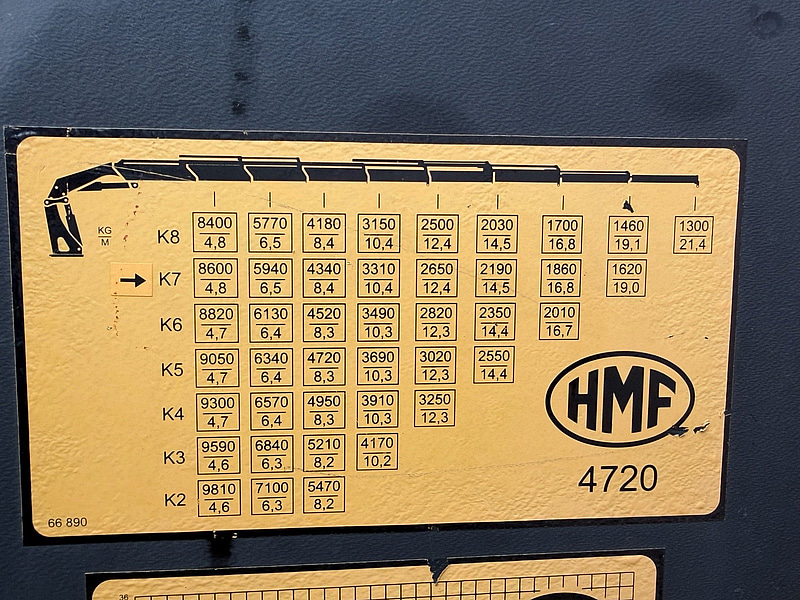 KG
M
K8 8400 5770 4180 3150 2500 2030 1700 1460 1300
4,8 6,5 8,4 10,4 12,4 14,5 16,8 19,1 21,4
K7 8600 5940 4340 3310 2650 2190 1860 1620
4,8 6,5 8,4 10,4 12,4 14,5 16,8 19,0
K6 8820 6130 4520 3490 2820 2350 2010
4,7 6,4 8,3 10,3 12,3 14,4 16,7
K5 9050 6340 4720 3690 3020 2550
4,7 6,4 8,3 10,3 12,3 14,4
K4 9300 6570 4950 3910 3250
4,7 6,4 8,3 10,3 12,3
K3 9590 6840 5210 4170
4,6 6,3 8,2 10,2
K2 9810 7100 5470
4,6 6,3 8,2
HMF
4720
66 890
36